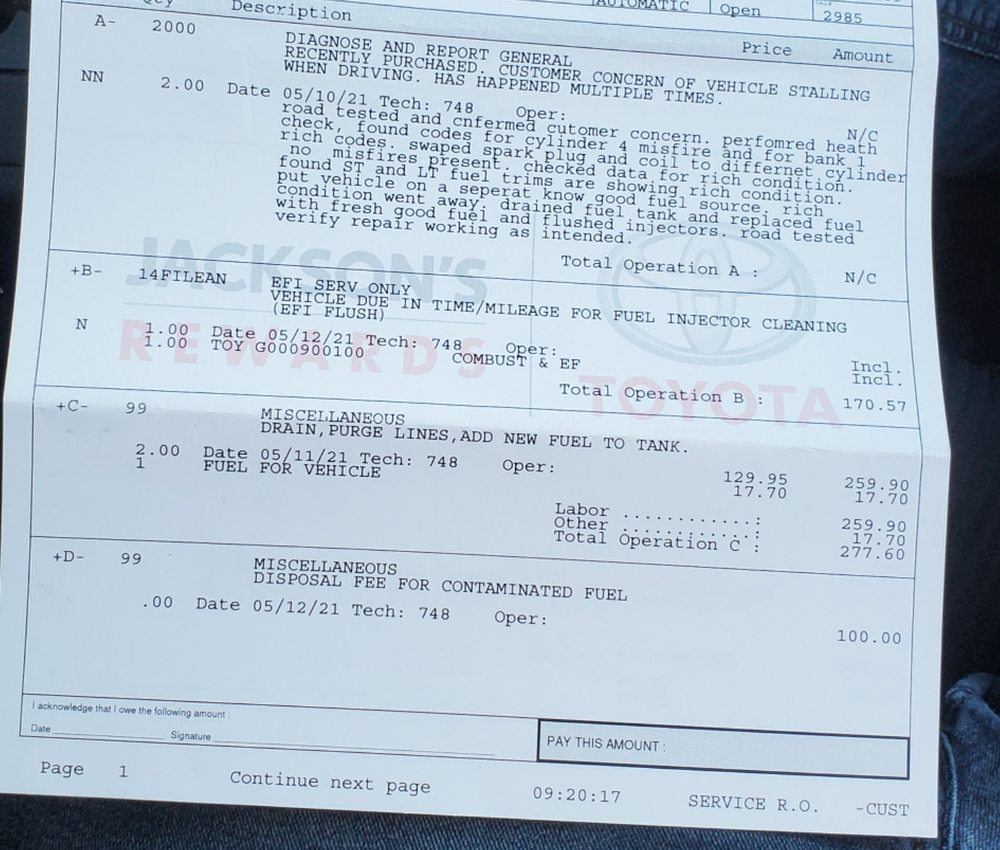 Qty Description AUTOMATIC Open 2985
Price Amount
A- 2000 DIAGNOSE AND REPORT GENERAL
RECENTLY PURCHASED. CUSTOMER CONCERN OF VEHICLE STALLING
WHEN DRIVING. HAS HAPPENED MULTIPLE TIMES.
NN 2.00 Date 05/10/21 Tech: 748 Oper: N/C
road tested and cnfermed cutomer concern. perfomred heath
check, found codes for cylinder 4 misfire and for bank 1
rich codes. swaped spark plug and coil to differnet cylinder
no misfires present. checked data for rich condition.
found ST and LT fuel trims are showing rich condition.
put vehicle on a seperat know good fuel source. rich
condition went away. drained fuel tank and replaced fuel
with fresh good fuel and flushed injectors. road tested
verify repair working as intended.
Total Operation A : N/C
JACKSON'S
REWARDS
TOYOTA
+B- 14FILEAN EFI SERV ONLY
VEHICLE DUE IN TIME/MILEAGE FOR FUEL INJECTOR CLEANING
(EFI FLUSH)
N 1.00 Date 05/12/21 Tech: 748 Oper: Incl.
1.00 TOY G000900100 COMBUST & EF Incl.
Total Operation B : 170.57
+C- 99 MISCELLANEOUS
DRAIN,PURGE LINES,ADD NEW FUEL TO TANK.
2.00 Date 05/11/21 Tech: 748 Oper: 129.95 259.90
1 FUEL FOR VEHICLE 17.70 17.70
Labor ............: 259.90
Other ............: 17.70
Total Operation C : 277.60
+D- 99 MISCELLANEOUS
DISPOSAL FEE FOR CONTAMINATED FUEL
.00 Date 05/12/21 Tech: 748 Oper: 100.00
I acknowledge that I owe the following amount :
Date Signature
PAY THIS AMOUNT :
Page 1 Continue next page 09:20:17 SERVICE R.O. -CUST